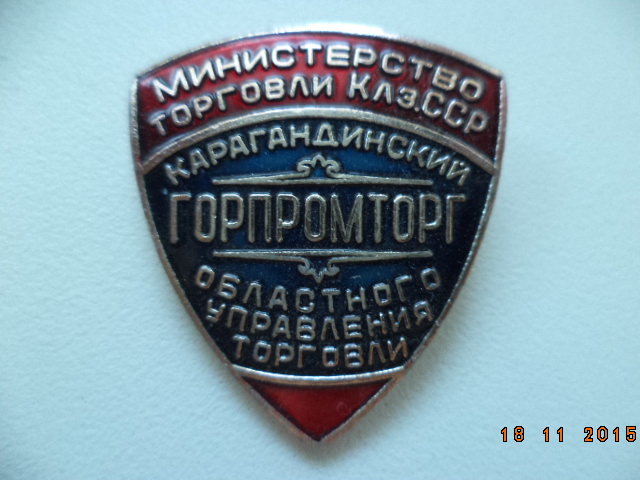 МИНИСТЕРСТВО
ТОРГОВЛИ КАЗ.ССР
КАРАГАНДИНСКИЙ
ГОРПРОМТОРГ
ОБЛАСТНОГО
УПРАВЛЕНИЯ
ТОРГОВЛИ
18 11 2015